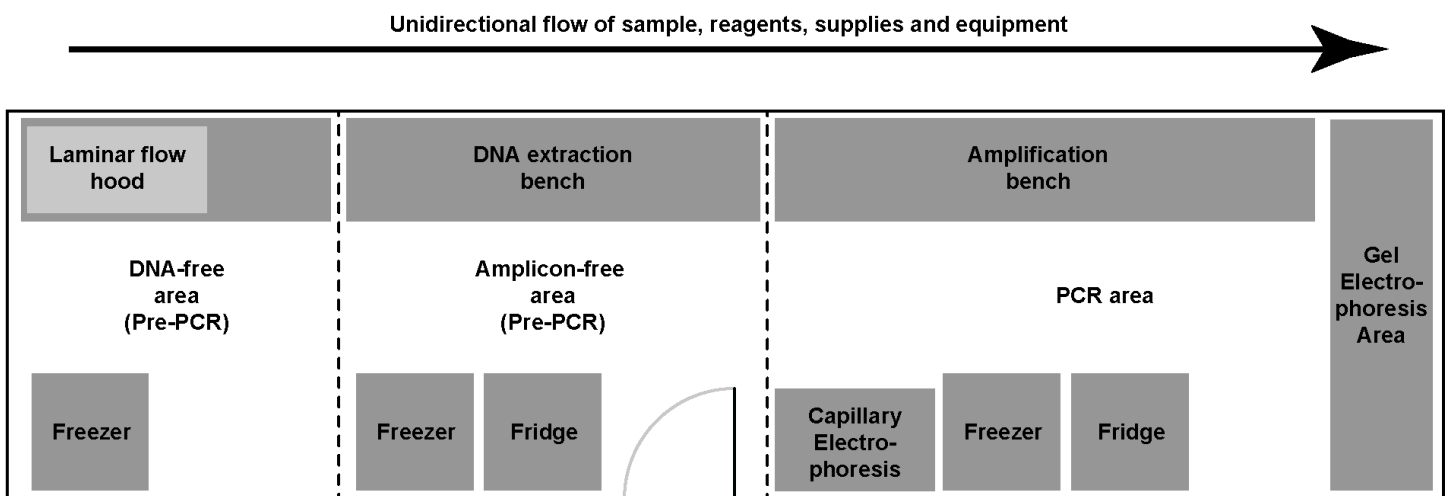 Unidirectional flow of sample, reagents, supplies and equipment
Laminar flow
hood
DNA extraction
bench
Amplification
bench
DNA-free
area
(Pre-PCR)
Amplicon-free
area
(Pre-PCR)
PCR area
Gel
Electro-
phoresis
Area
Freezer
Freezer
Fridge
Capillary
Electro-
phoresis
Freezer
Fridge